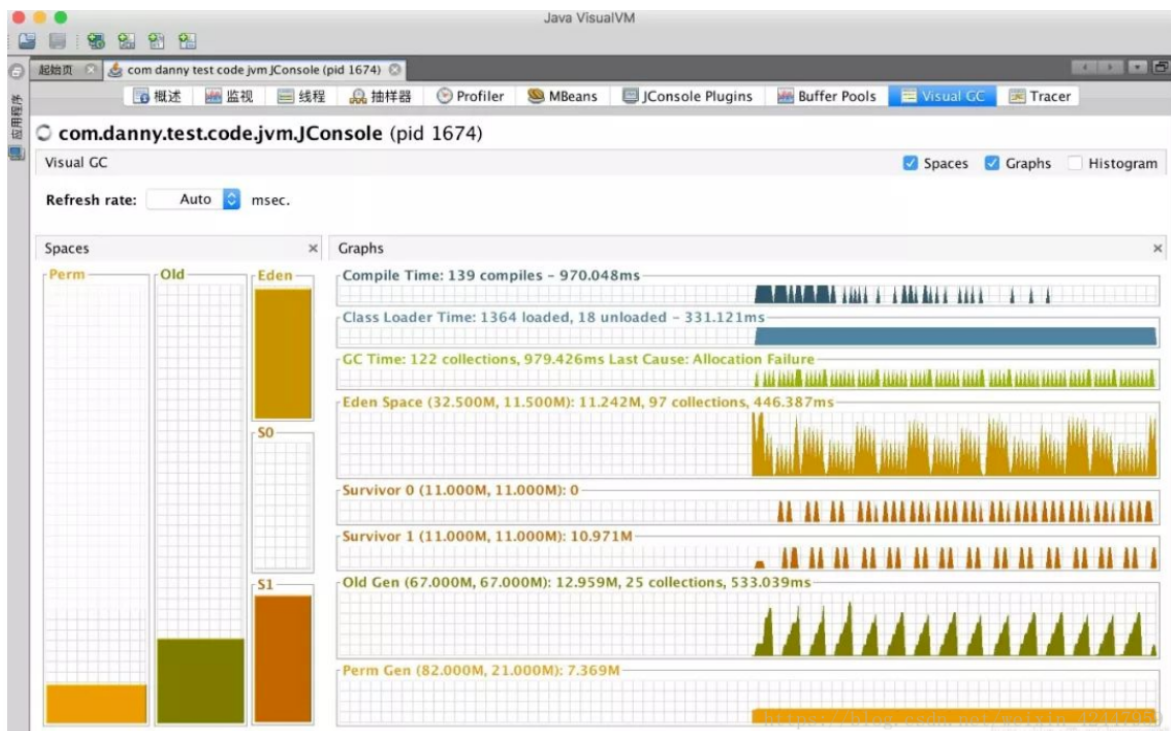 Java VisualVM
起始页 com danny test code jvm JConsole (pid 1674)
应用程序
概述 监视 线程 抽样器 Profiler MBeans JConsole Plugins Buffer Pools Visual GC Tracer
com.danny.test.code.jvm.JConsole (pid 1674)
Visual GC Spaces Graphs Histogram
Refresh rate: Auto msec.
Spaces
Perm Old Eden
S0
S1
Graphs
Compile Time: 139 compiles - 970.048ms
Class Loader Time: 1364 loaded, 18 unloaded - 331.121ms
GC Time: 122 collections, 979.426ms Last Cause: Allocation Failure
Eden Space (32.500M, 11.500M): 11.242M, 97 collections, 446.387ms
Survivor 0 (11.000M, 11.000M): 0
Survivor 1 (11.000M, 11.000M): 10.971M
Old Gen (67.000M, 67.000M): 12.959M, 25 collections, 533.039ms
Perm Gen (82.000M, 21.000M): 7.369M